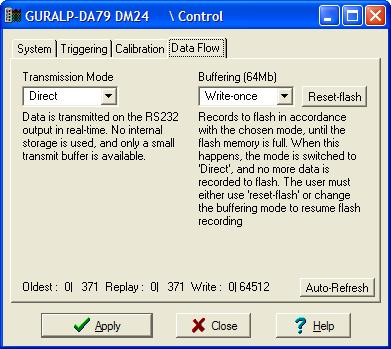 GURALP-DA79 DM24 \ Control
System Triggering Calibration Data Flow
Transmission Mode
Direct
Data is transmitted on the RS232
output in real-time. No internal
storage is used, and only a small
transmit buffer is available.
Buffering (64Mb)
Write-once Reset-flash
Records to flash in accordance
with the chosen mode, until the
flash memory is full. When this
happens, the mode is switched to
'Direct', and no more data is
recorded to flash. The user must
either use 'reset-flash' or change
the buffering mode to resume flash
recording
Oldest : 0| 371 Replay : 0| 371 Write : 0| 64512 Auto-Refresh
Apply Close Help